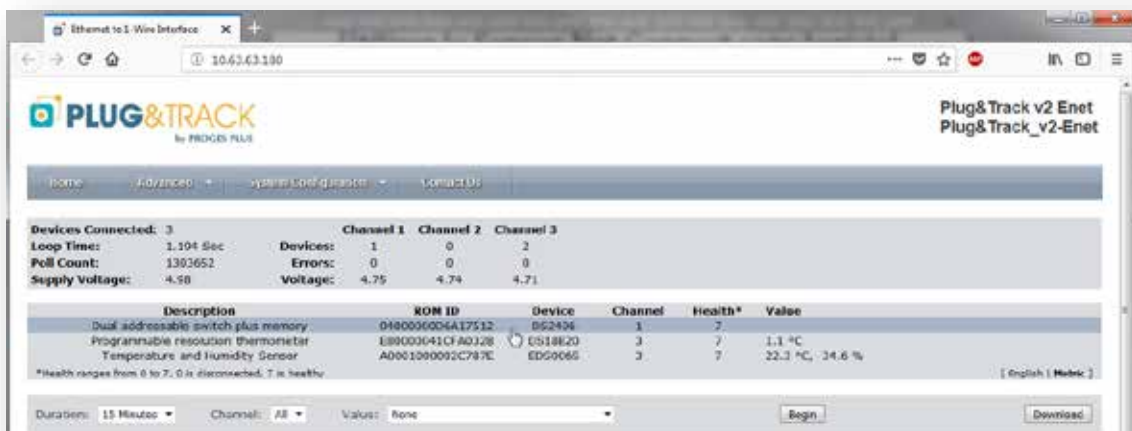 Ethernet to 1-Wire Interface
10.63.63.180
PLUG&TRACK
by PROGES PLUS
Plug&Track v2 Enet
Plug&Track_v2-Enet
Home Advanced System Configuration Contact Us
Devices Connected: 3 Channel 1 Channel 2 Channel 3
Loop Time: 1.104 Sec Devices: 1 0 2
Poll Count: 1303652 Errors: 0 0 0
Supply Voltage: 4.98 Voltage: 4.75 4.74 4.71
Description ROM ID Device Channel Health* Value
Dual addressable switch plus memory DS2406 1 7
Programmable resolution thermometer DS18B20 3 7 1.1 °C
Temperature and Humidity Sensor EDS0065 3 7 22.3 °C, 34.6 %
*Health ranges from 0 to 7, 0 is disconnected, 7 is healthy [ English | Metric ]
Duration: 15 Minutes Channel: All Value: None Begin Download